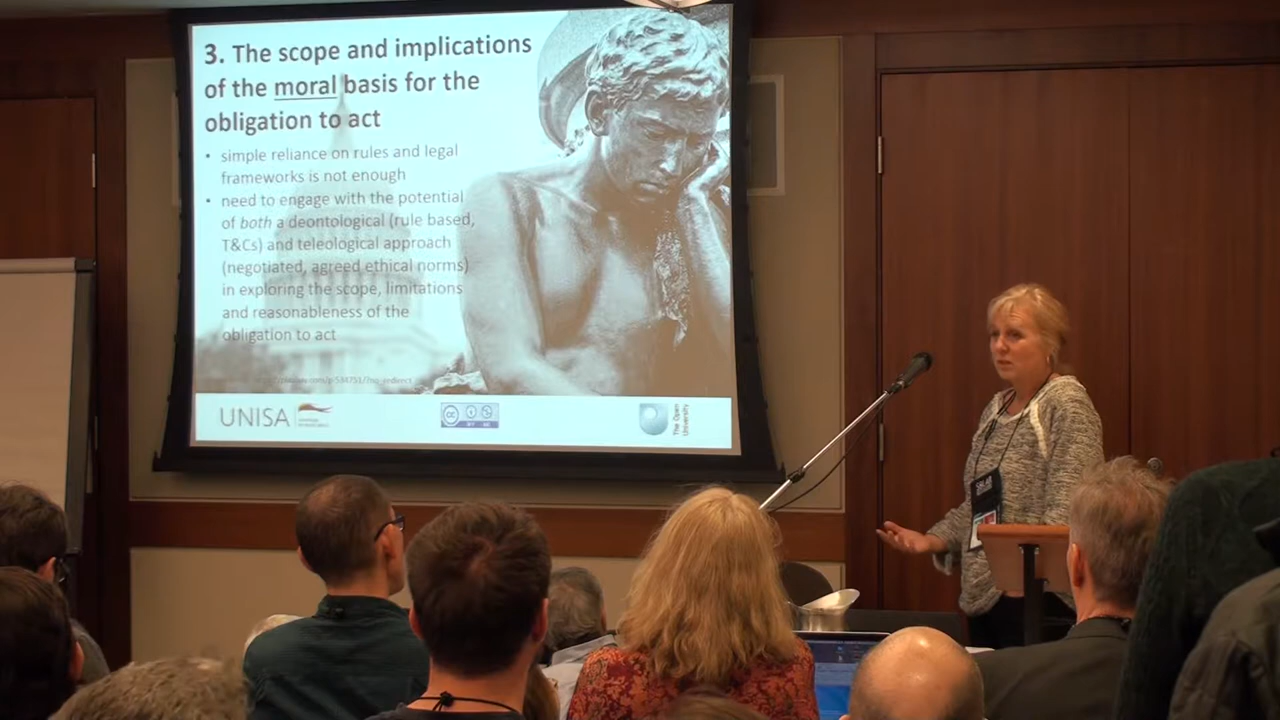 3. The scope and implications
of the moral basis for the
obligation to act
• simple reliance on rules and legal
frameworks is not enough
• need to engage with the potential
of both a deontological (rule based,
T&Cs) and teleological approach
(negotiated, agreed ethical norms)
in exploring the scope, limitations
and reasonableness of the
obligation to act
UNISA
CC
BY
The Open
University